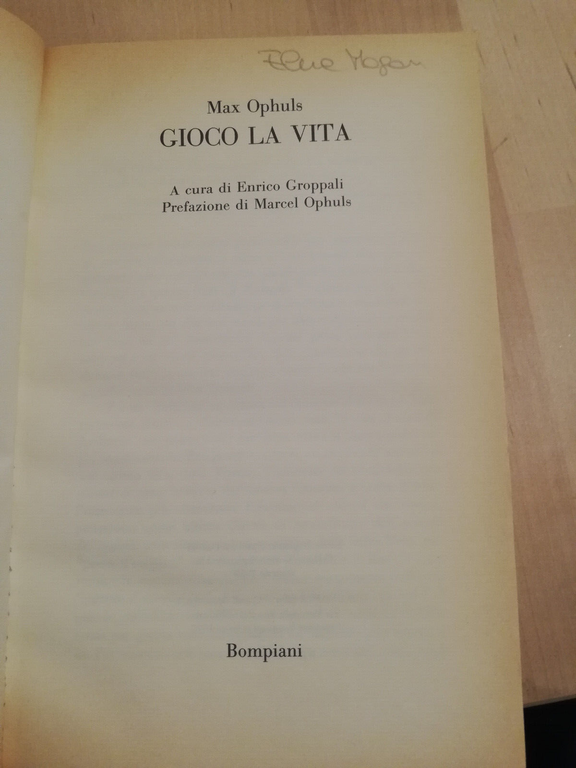 Max Ophuls
GIOCO LA VITA
A cura di Enrico Groppali
Prefazione di Marcel Ophuls
Bompiani